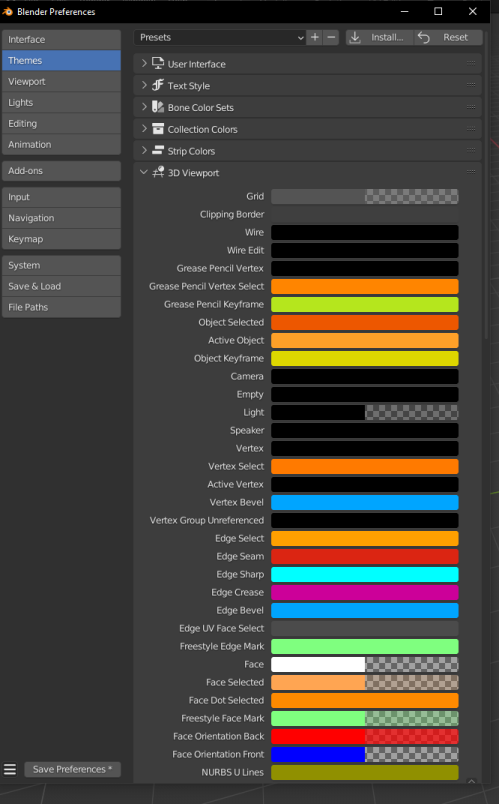 Blender Preferences
Interface
Themes
Viewport
Lights
Editing
Animation
Add-ons
Input
Navigation
Keymap
System
Save & Load
File Paths
Save Preferences *
Presets
Install...
Reset
User Interface
Text Style
Bone Color Sets
Collection Colors
Strip Colors
3D Viewport
Grid
Clipping Border
Wire
Wire Edit
Grease Pencil Vertex
Grease Pencil Vertex Select
Grease Pencil Keyframe
Object Selected
Active Object
Object Keyframe
Camera
Empty
Light
Speaker
Vertex
Vertex Select
Active Vertex
Vertex Bevel
Vertex Group Unreferenced
Edge Select
Edge Seam
Edge Sharp
Edge Crease
Edge Bevel
Edge UV Face Select
Freestyle Edge Mark
Face
Face Selected
Face Dot Selected
Freestyle Face Mark
Face Orientation Back
Face Orientation Front
NURBS U Lines